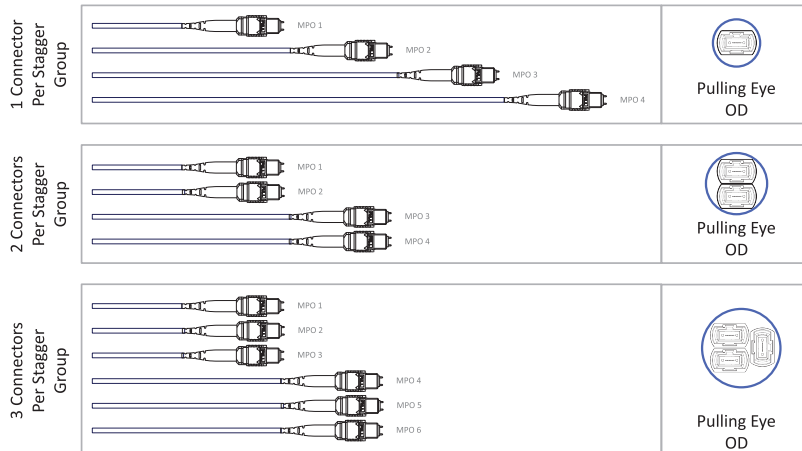 1 Connector
Per Stagger
Group
MPO 1
MPO 2
MPO 3
MPO 4
Pulling Eye
OD
2 Connectors
Per Stagger
Group
MPO 1
MPO 2
MPO 3
MPO 4
Pulling Eye
OD
3 Connectors
Per Stagger
Group
MPO 1
MPO 2
MPO 3
MPO 4
MPO 5
MPO 6
Pulling Eye
OD